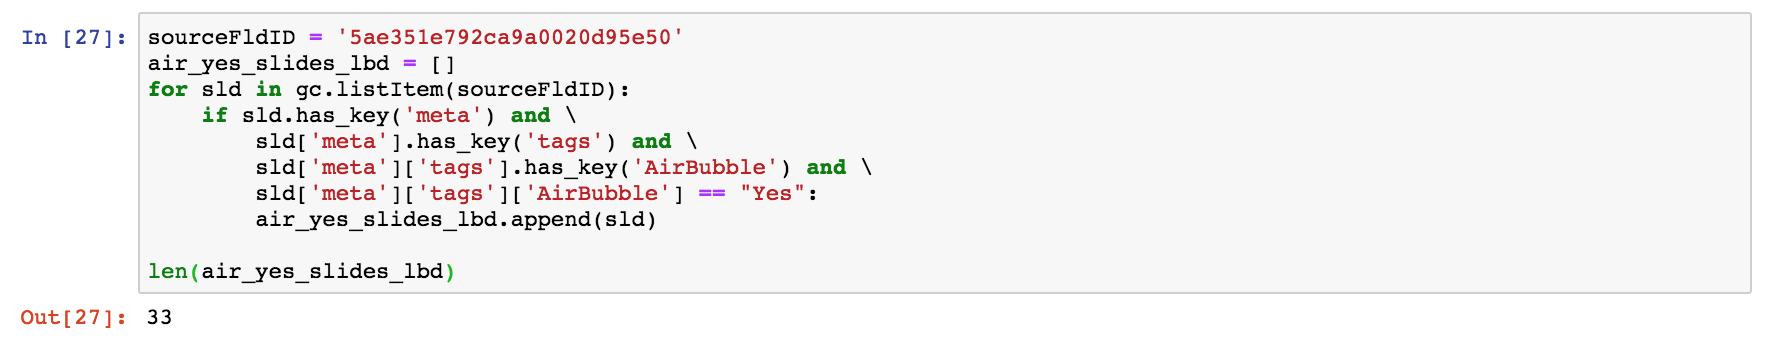 In [27]: sourceFldID = '5ae351e792ca9a0020d95e50'
air_yes_slides_lbd = []
for sld in gc.listItem(sourceFldID):
    if sld.has_key('meta') and \
        sld['meta'].has_key('tags') and \
        sld['meta']['tags'].has_key('AirBubble') and \
        sld['meta']['tags']['AirBubble'] == "Yes":
        air_yes_slides_lbd.append(sld)

len(air_yes_slides_lbd)
Out[27]: 33